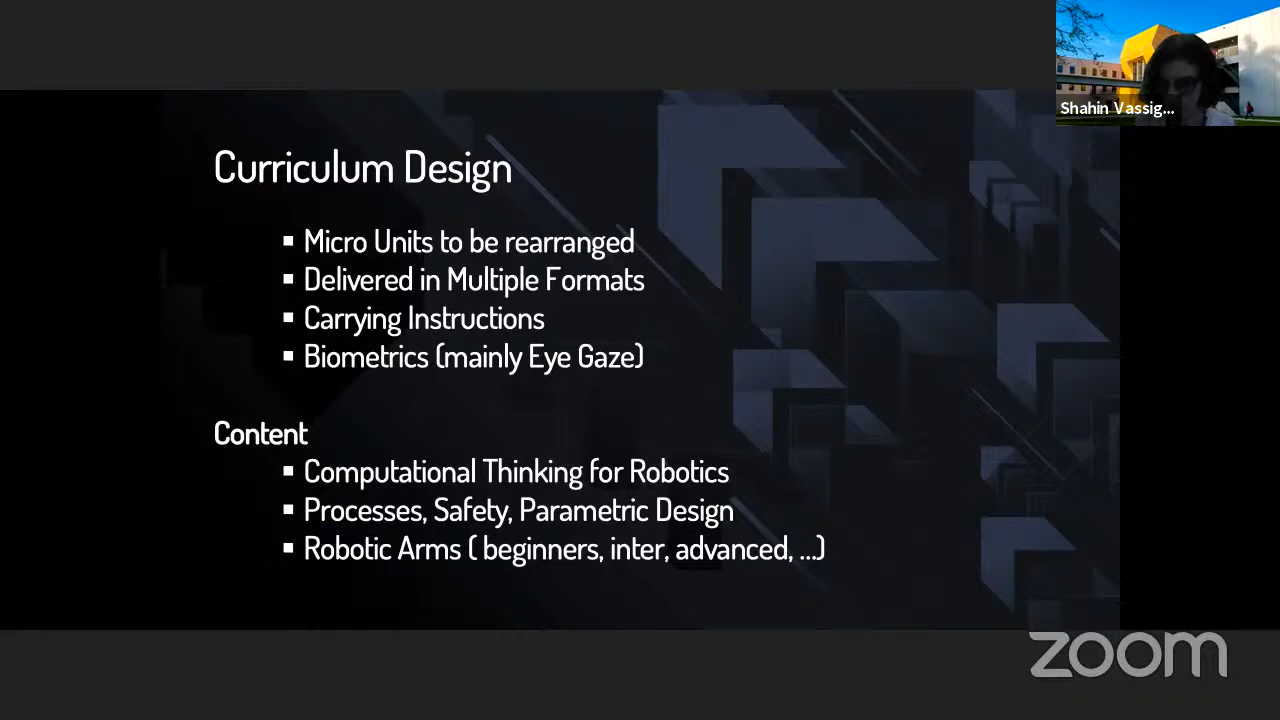 Shahin Vassig...
Curriculum Design
▪ Micro Units to be rearranged
▪ Delivered in Multiple Formats
▪ Carrying Instructions
▪ Biometrics (mainly Eye Gaze)
Content
▪ Computational Thinking for Robotics
▪ Processes, Safety, Parametric Design
▪ Robotic Arms ( beginners, inter, advanced, ...)
zoom